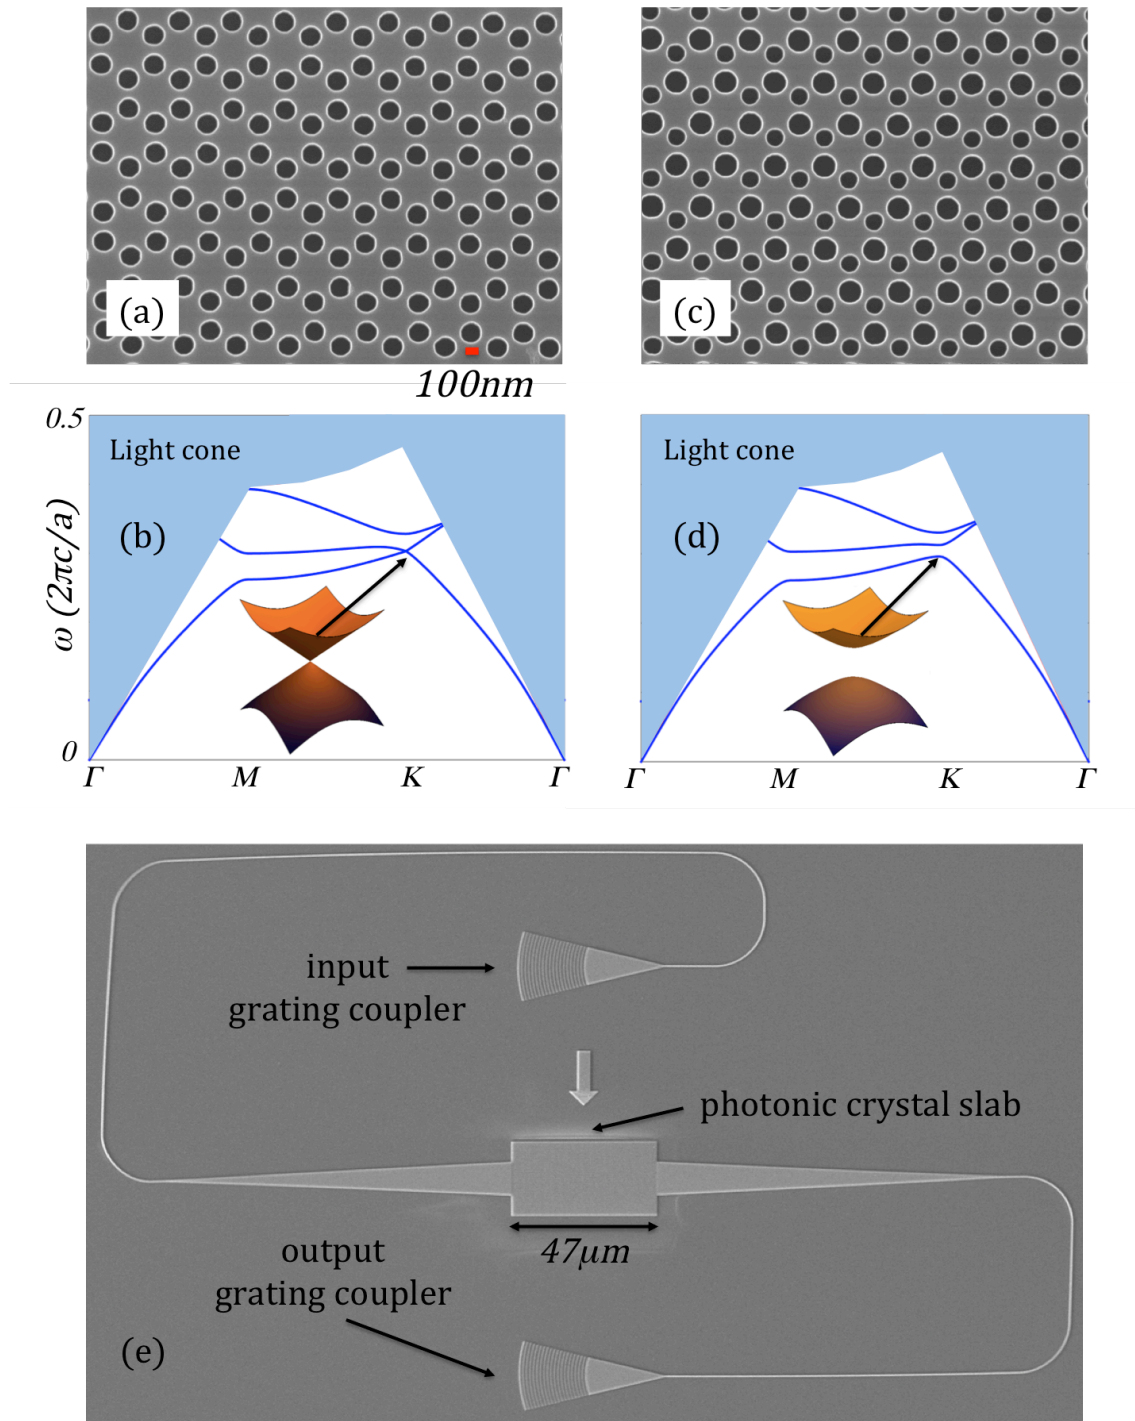 (a)
(c)
100nm
0.5
Light cone
Light cone
(b)
(d)
ω (2πc/a)
0
Γ
M
K
Γ
Γ
M
K
Γ
input
grating coupler
photonic crystal slab
47μm
output
grating coupler
(e)